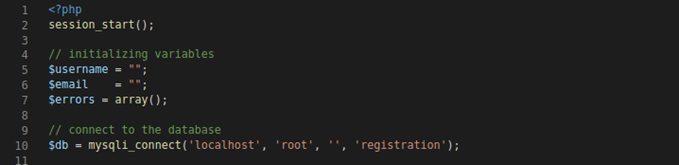 1 <?php
2 session_start();
3
4 // initializing variables
5 $username = "";
6 $email    = "";
7 $errors = array();
8
9 // connect to the database
10 $db = mysqli_connect('localhost', 'root', '', 'registration');
11